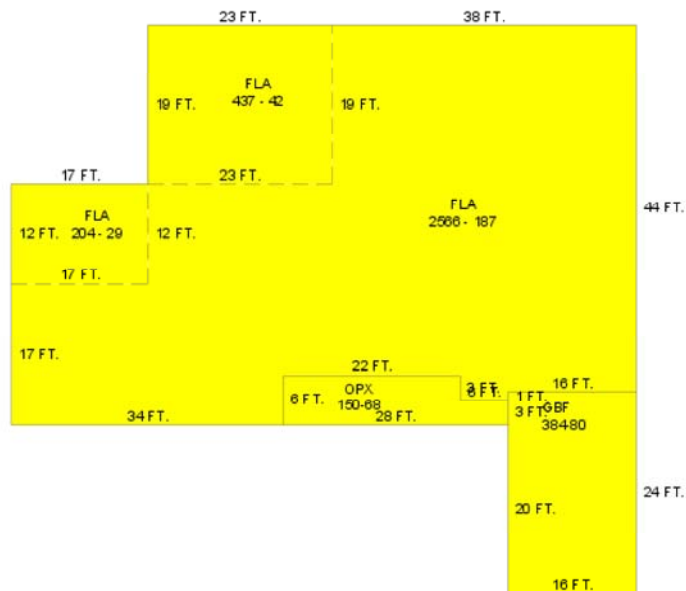 23 FT.
38 FT.
FLA
437 - 42
19 FT.
19 FT.
17 FT.
23 FT.
FLA
204 - 29
12 FT.
12 FT.
FLA
2566 - 187
44 FT.
17 FT.
17 FT.
22 FT.
3 FT.
6 FT.
16 FT.
OPX
150-68
6 FT.
1 FT.
3 FT.
GBF
384-80
34 FT.
28 FT.
20 FT.
24 FT.
16 FT.